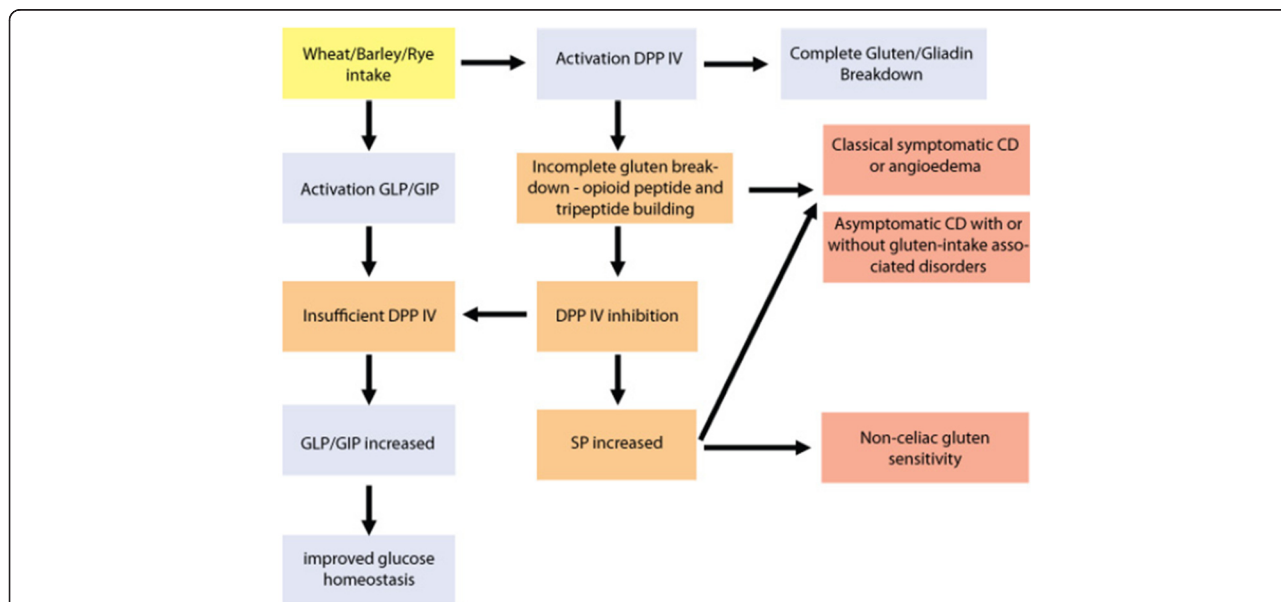 Wheat/Barley/Rye
intake
Activation DPP IV
Complete Gluten/Gliadin
Breakdown
Activation GLP/GIP
Incomplete gluten break-
down - opioid peptide and
tripeptide building
Classical symptomatic CD
or angioedema
Asymptomatic CD with or
without gluten-intake asso-
ciated disorders
Insufficient DPP IV
DPP IV inhibition
GLP/GIP increased
SP increased
Non-celiac gluten
sensitivity
improved glucose
homeostasis